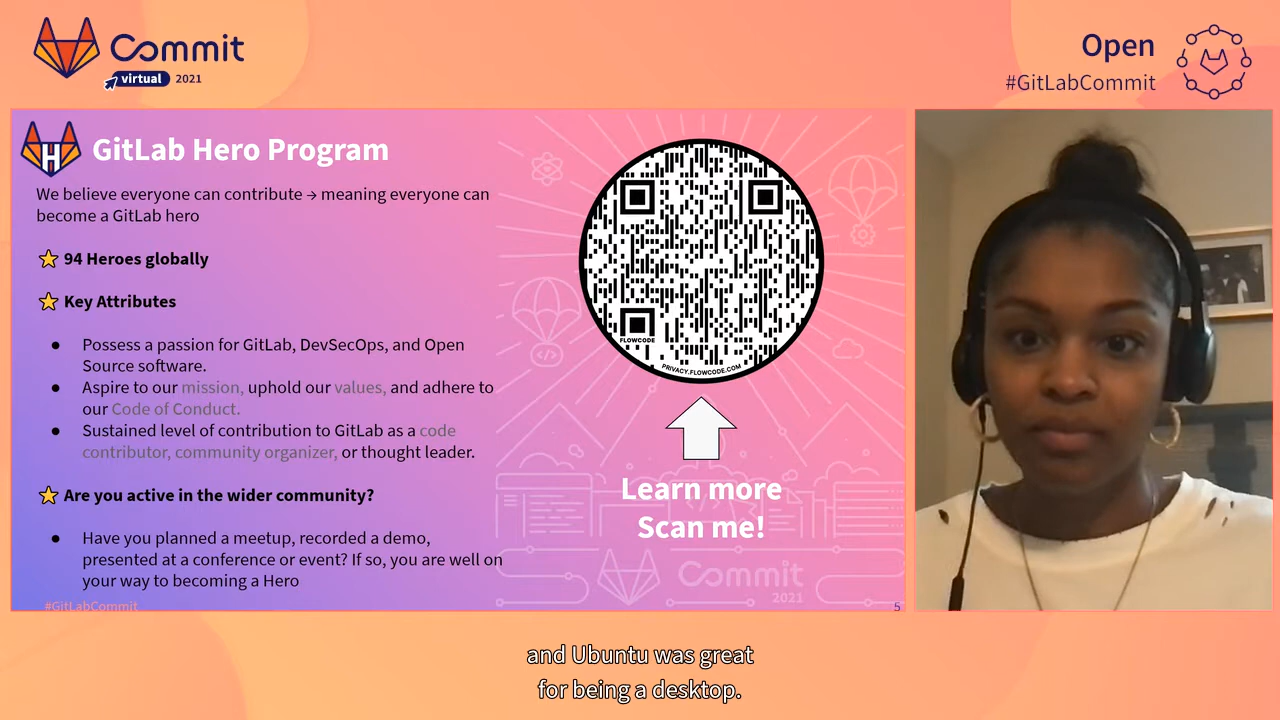 Commit
virtual 2021
Open
#GitLabCommit
H
GitLab Hero Program
We believe everyone can contribute → meaning everyone can
become a GitLab hero
94 Heroes globally
Key Attributes
● Possess a passion for GitLab, DevSecOps, and Open
Source software.
● Aspire to our mission, uphold our values, and adhere to
our Code of Conduct.
● Sustained level of contribution to GitLab as a code
contributor, community organizer, or thought leader.
Are you active in the wider community?
● Have you planned a meetup, recorded a demo,
presented at a conference or event? If so, you are well on
your way to becoming a Hero
#GitLabCommit
FLOWCODE
PRIVACY.FLOWCODE.COM
Learn more
Scan me!
Commit
2021
5
and Ubuntu was great
for being a desktop.